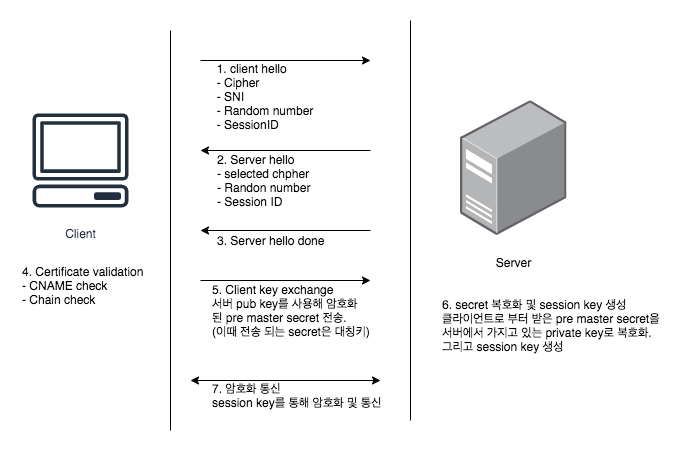 1. client hello
- Cipher
- SNI
- Random number
- SessionID
2. Server hello
- selected chpher
- Randon number
- Session ID
Client
3. Server hello done
Server
4. Certificate validation
- CNAME check
- Chain check
5. Client key exchange
서버 pub key를 사용해 암호화
된 pre master secret 전송.
(이때 전송 되는 secret은 대칭키)
6. secret 복호화 및 session key 생성
클라이언트로 부터 받은 pre master secret을
서버에서 가지고 있는 private key로 복호화.
그리고 session key 생성
7. 암호화 통신
session key를 통해 암호화 및 통신